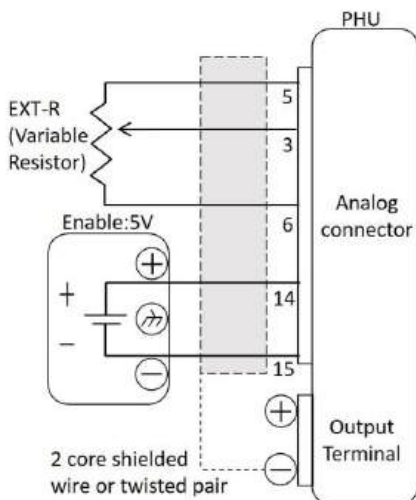 PHU
EXT-R
(Variable
Resistor)
5
3
6
Enable:5V
+
+
−
−
14
15
Analog
connector
+
−
Output
Terminal
2 core shielded
wire or twisted pair